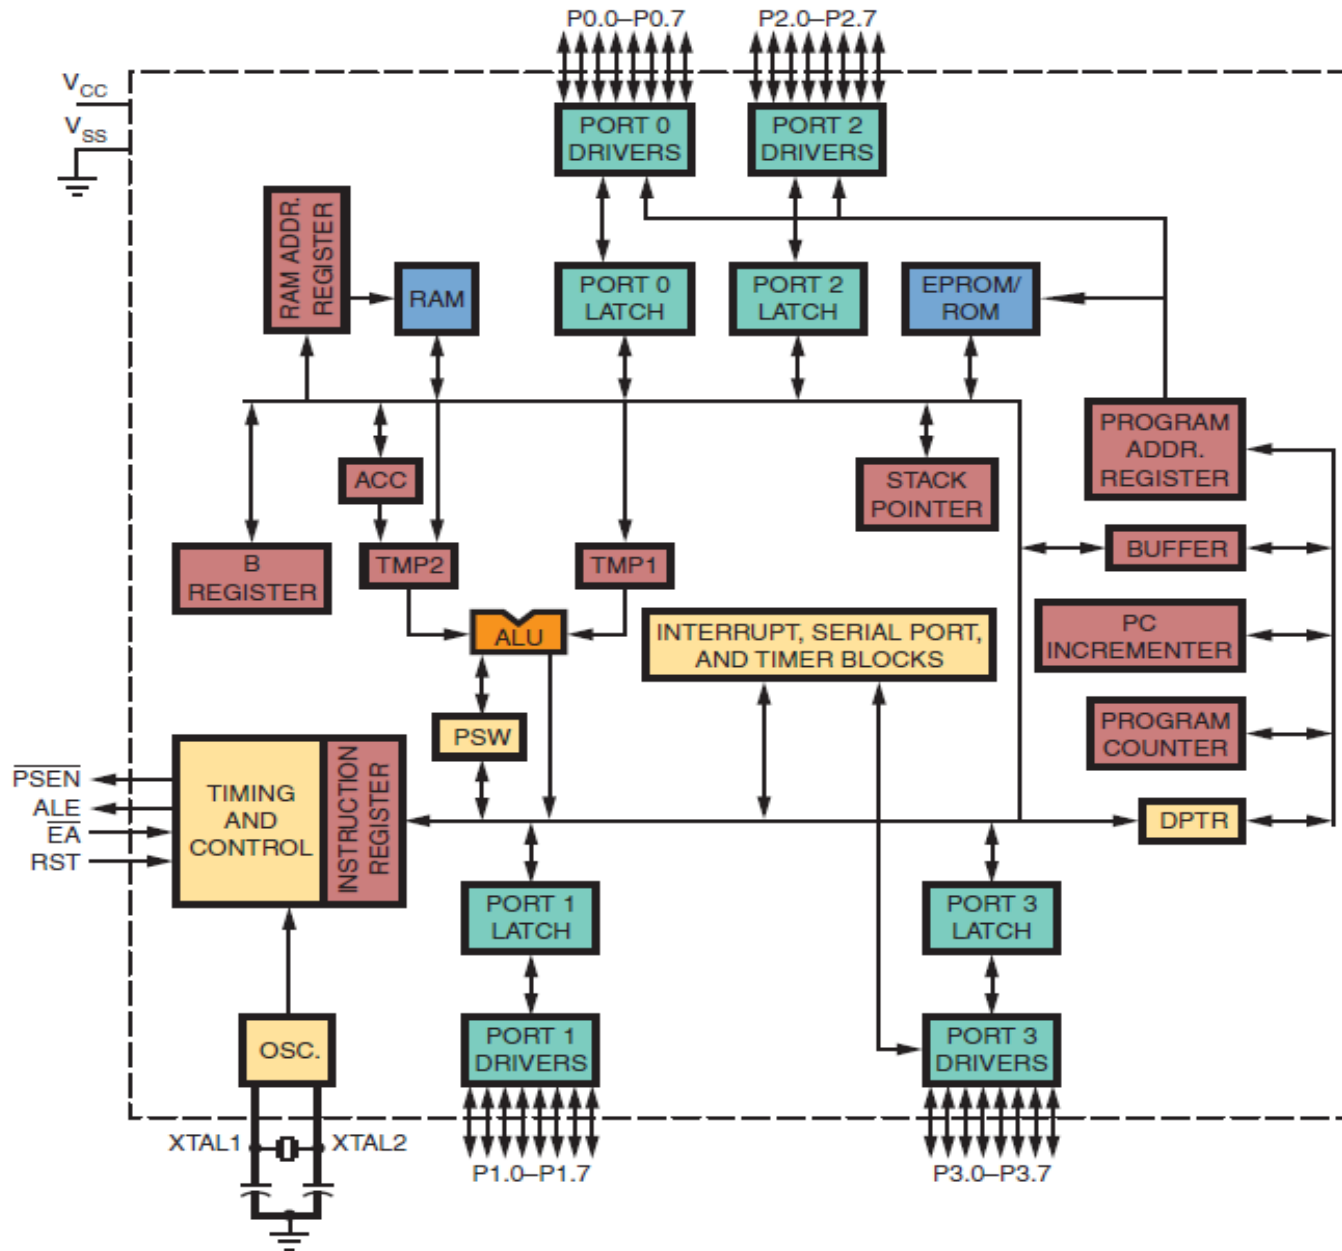 P0.0–P0.7
P2.0–P2.7
VCC
VSS
PORT 0
DRIVERS
PORT 2
DRIVERS
RAM ADDR.
REGISTER
RAM
PORT 0
LATCH
PORT 2
LATCH
EPROM/
ROM
PROGRAM
ADDR.
REGISTER
ACC
STACK
POINTER
B
REGISTER
TMP2
TMP1
BUFFER
ALU
INTERRUPT, SERIAL PORT,
AND TIMER BLOCKS
PC
INCREMENTER
PSW
PROGRAM
COUNTER
PSEN
ALE
EA
RST
TIMING
AND
CONTROL
INSTRUCTION
REGISTER
DPTR
PORT 1
LATCH
PORT 3
LATCH
OSC.
PORT 1
DRIVERS
PORT 3
DRIVERS
XTAL1
XTAL2
P1.0–P1.7
P3.0–P3.7